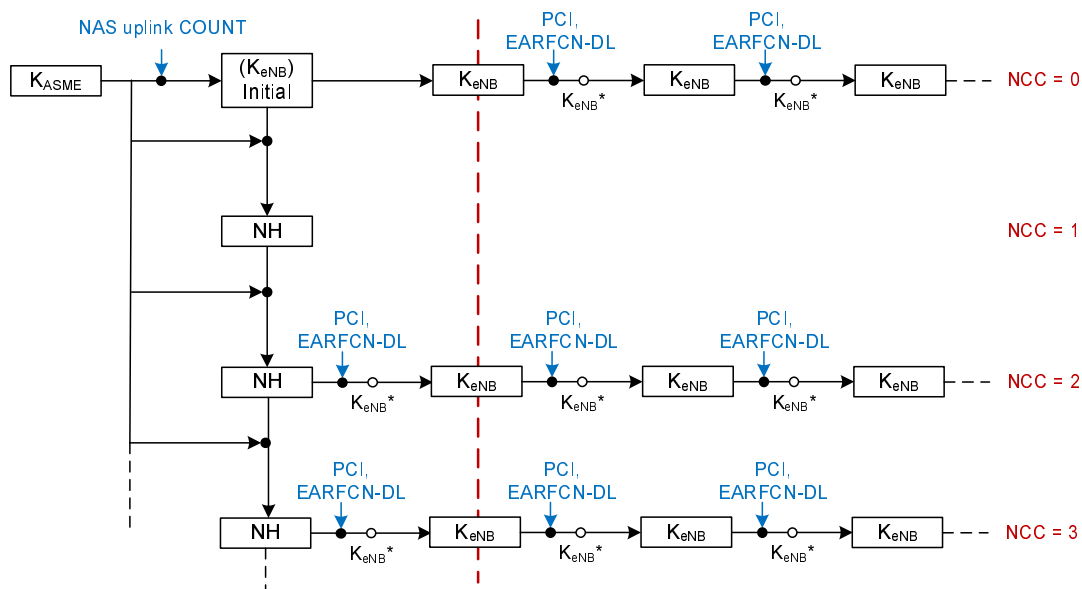 NAS uplink COUNT
PCI,
EARFCN-DL
PCI,
EARFCN-DL
KASME
(KeNB)
Initial
KeNB
KeNB*
KeNB
KeNB*
KeNB
NCC = 0
NH
NCC = 1
PCI,
EARFCN-DL
PCI,
EARFCN-DL
PCI,
EARFCN-DL
NH
KeNB*
KeNB
KeNB*
KeNB
KeNB*
KeNB
NCC = 2
PCI,
EARFCN-DL
PCI,
EARFCN-DL
PCI,
EARFCN-DL
NH
KeNB*
KeNB
KeNB*
KeNB
KeNB*
KeNB
NCC = 3